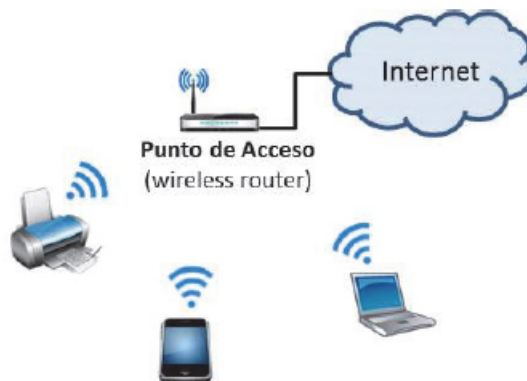 Internet
Punto de Acceso
(wireless router)